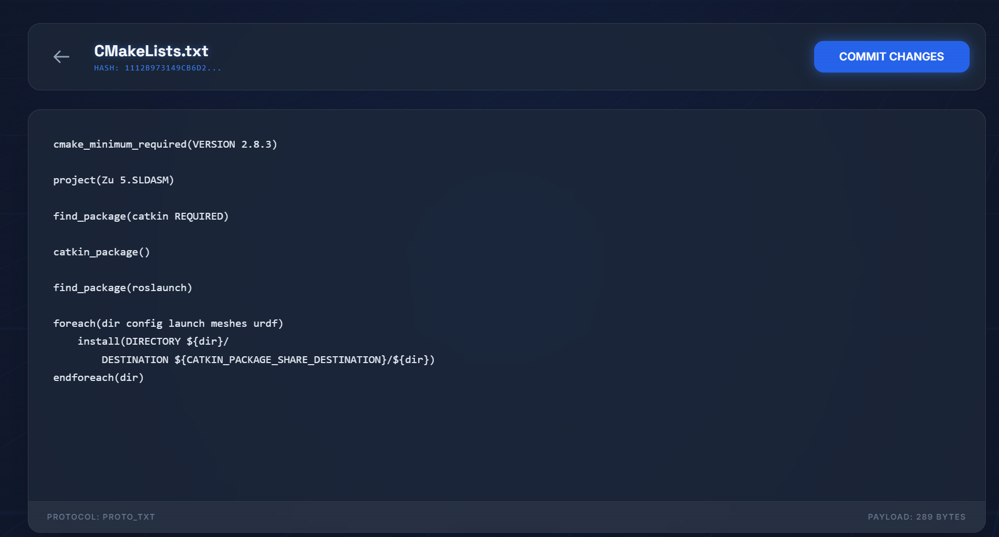 CMakeLists.txt
HASH: 1112B973149CB6D2...
COMMIT CHANGES
cmake_minimum_required(VERSION 2.8.3)
project(Zu 5.SLDASM)
find_package(catkin REQUIRED)
catkin_package()
find_package(roslaunch)
foreach(dir config launch meshes urdf)
    install(DIRECTORY ${dir}/
        DESTINATION ${CATKIN_PACKAGE_SHARE_DESTINATION}/${dir})
endforeach(dir)
PROTOCOL: PROTO_TXT
PAYLOAD: 289 BYTES